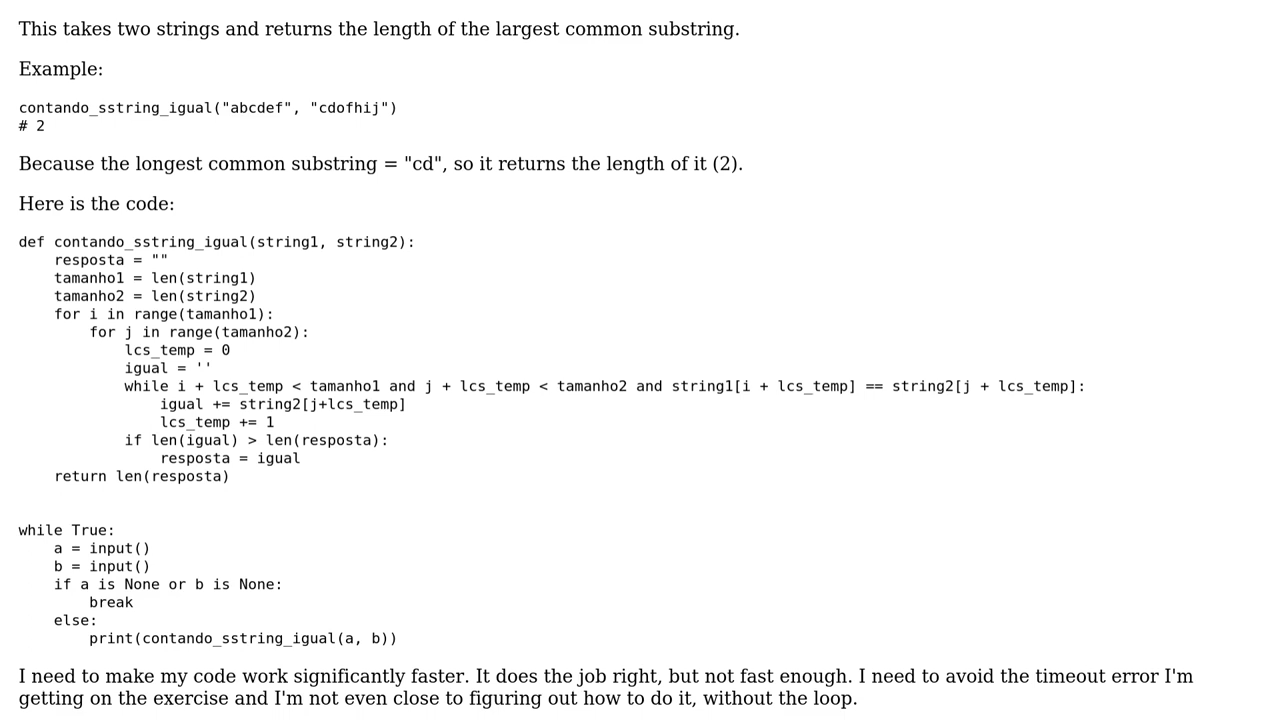 This takes two strings and returns the length of the largest common substring.
Example:
contando_sstring_igual("abcdef", "cdofhij")
# 2
Because the longest common substring = "cd", so it returns the length of it (2).
Here is the code:
def contando_sstring_igual(string1, string2):
    resposta = ""
    tamanho1 = len(string1)
    tamanho2 = len(string2)
    for i in range(tamanho1):
        for j in range(tamanho2):
            lcs_temp = 0
            igual = ''
            while i + lcs_temp < tamanho1 and j + lcs_temp < tamanho2 and string1[i + lcs_temp] == string2[j + lcs_temp]:
                igual += string2[j+lcs_temp]
                lcs_temp += 1
            if len(igual) > len(resposta):
                resposta = igual
    return len(resposta)
while True:
    a = input()
    b = input()
    if a is None or b is None:
        break
    else:
        print(contando_sstring_igual(a, b))
I need to make my code work significantly faster. It does the job right, but not fast enough. I need to avoid the timeout error I'm
getting on the exercise and I'm not even close to figuring out how to do it, without the loop.